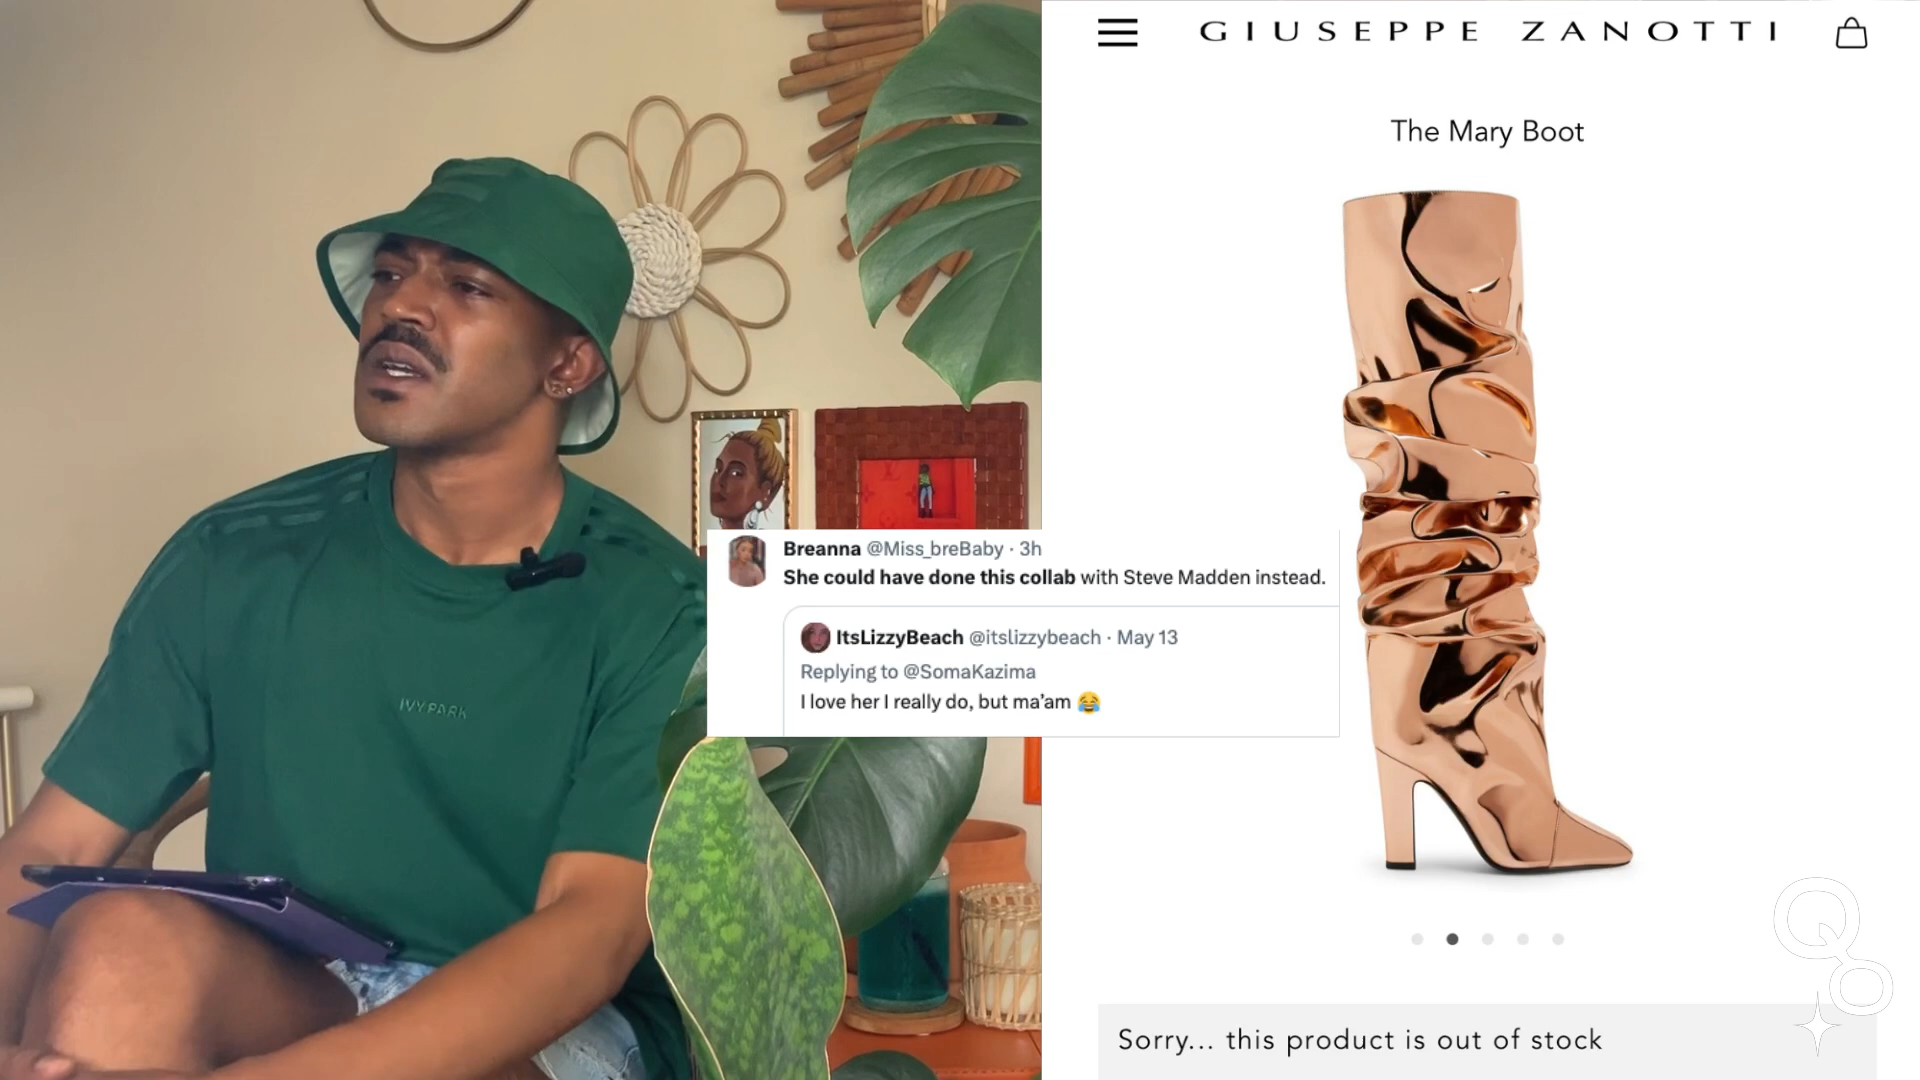 GIUSEPPE ZANOTTI
The Mary Boot
Breanna @Miss_breBaby · 3h
She could have done this collab with Steve Madden instead.
ItsLizzyBeach @itslizzybeach · May 13
Replying to @SomaKazima
I love her I really do, but ma’am 😂
IVY PARK
Sorry... this product is out of stock
QO